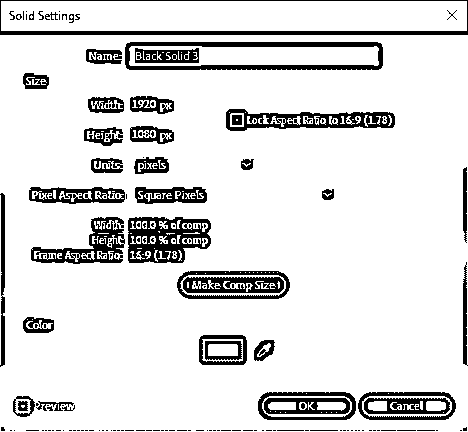 Solid Settings
Name: Black Solid 3
Size
Width: 1920 px
Lock Aspect Ratio to 16:9 (1.78)
Height: 1080 px
Units: pixels
Pixel Aspect Ratio: Square Pixels
Width: 100.0 % of comp
Height: 100.0 % of comp
Frame Aspect Ratio: 16:9 (1.78)
Make Comp Size
Color
Preview
OK
Cancel